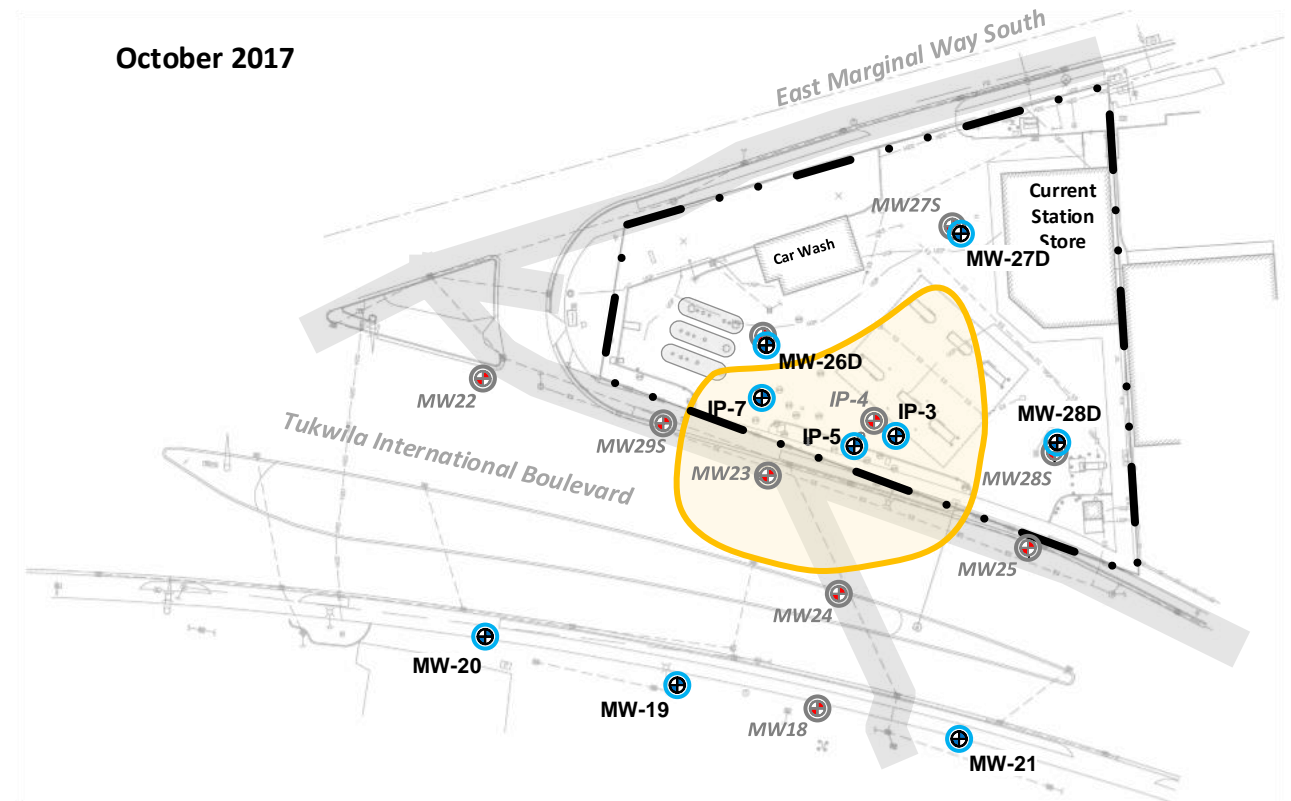 October 2017
East Marginal Way South
MW27S
MW-27D
Current
Station
Store
Car Wash
MW-26D
MW22
IP-7
IP-4
IP-3
MW-28D
Tukwila International Boulevard
MW29S
IP-5
MW23
MW28S
MW25
MW24
MW-20
MW-19
MW18
MW-21